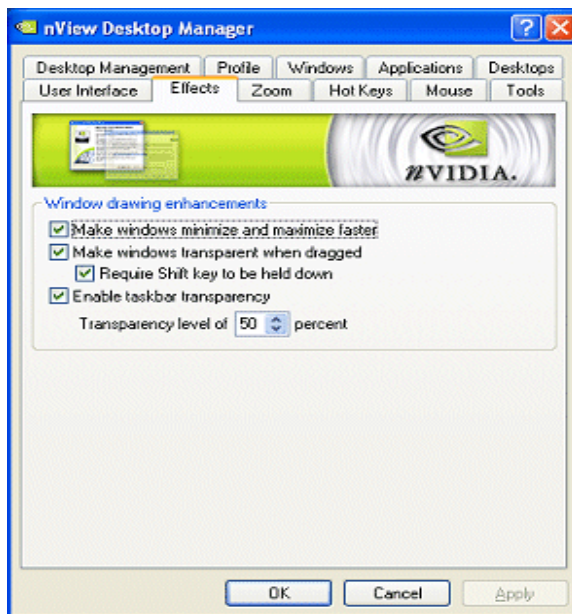 nView Desktop Manager
Desktop Management Profile Windows Applications Desktops
User Interface Effects Zoom Hot Keys Mouse Tools
nVIDIA.
Window drawing enhancements
Make windows minimize and maximize faster
Make windows transparent when dragged
Require Shift key to be held down
Enable taskbar transparency
Transparency level of 50 percent
OK Cancel Apply